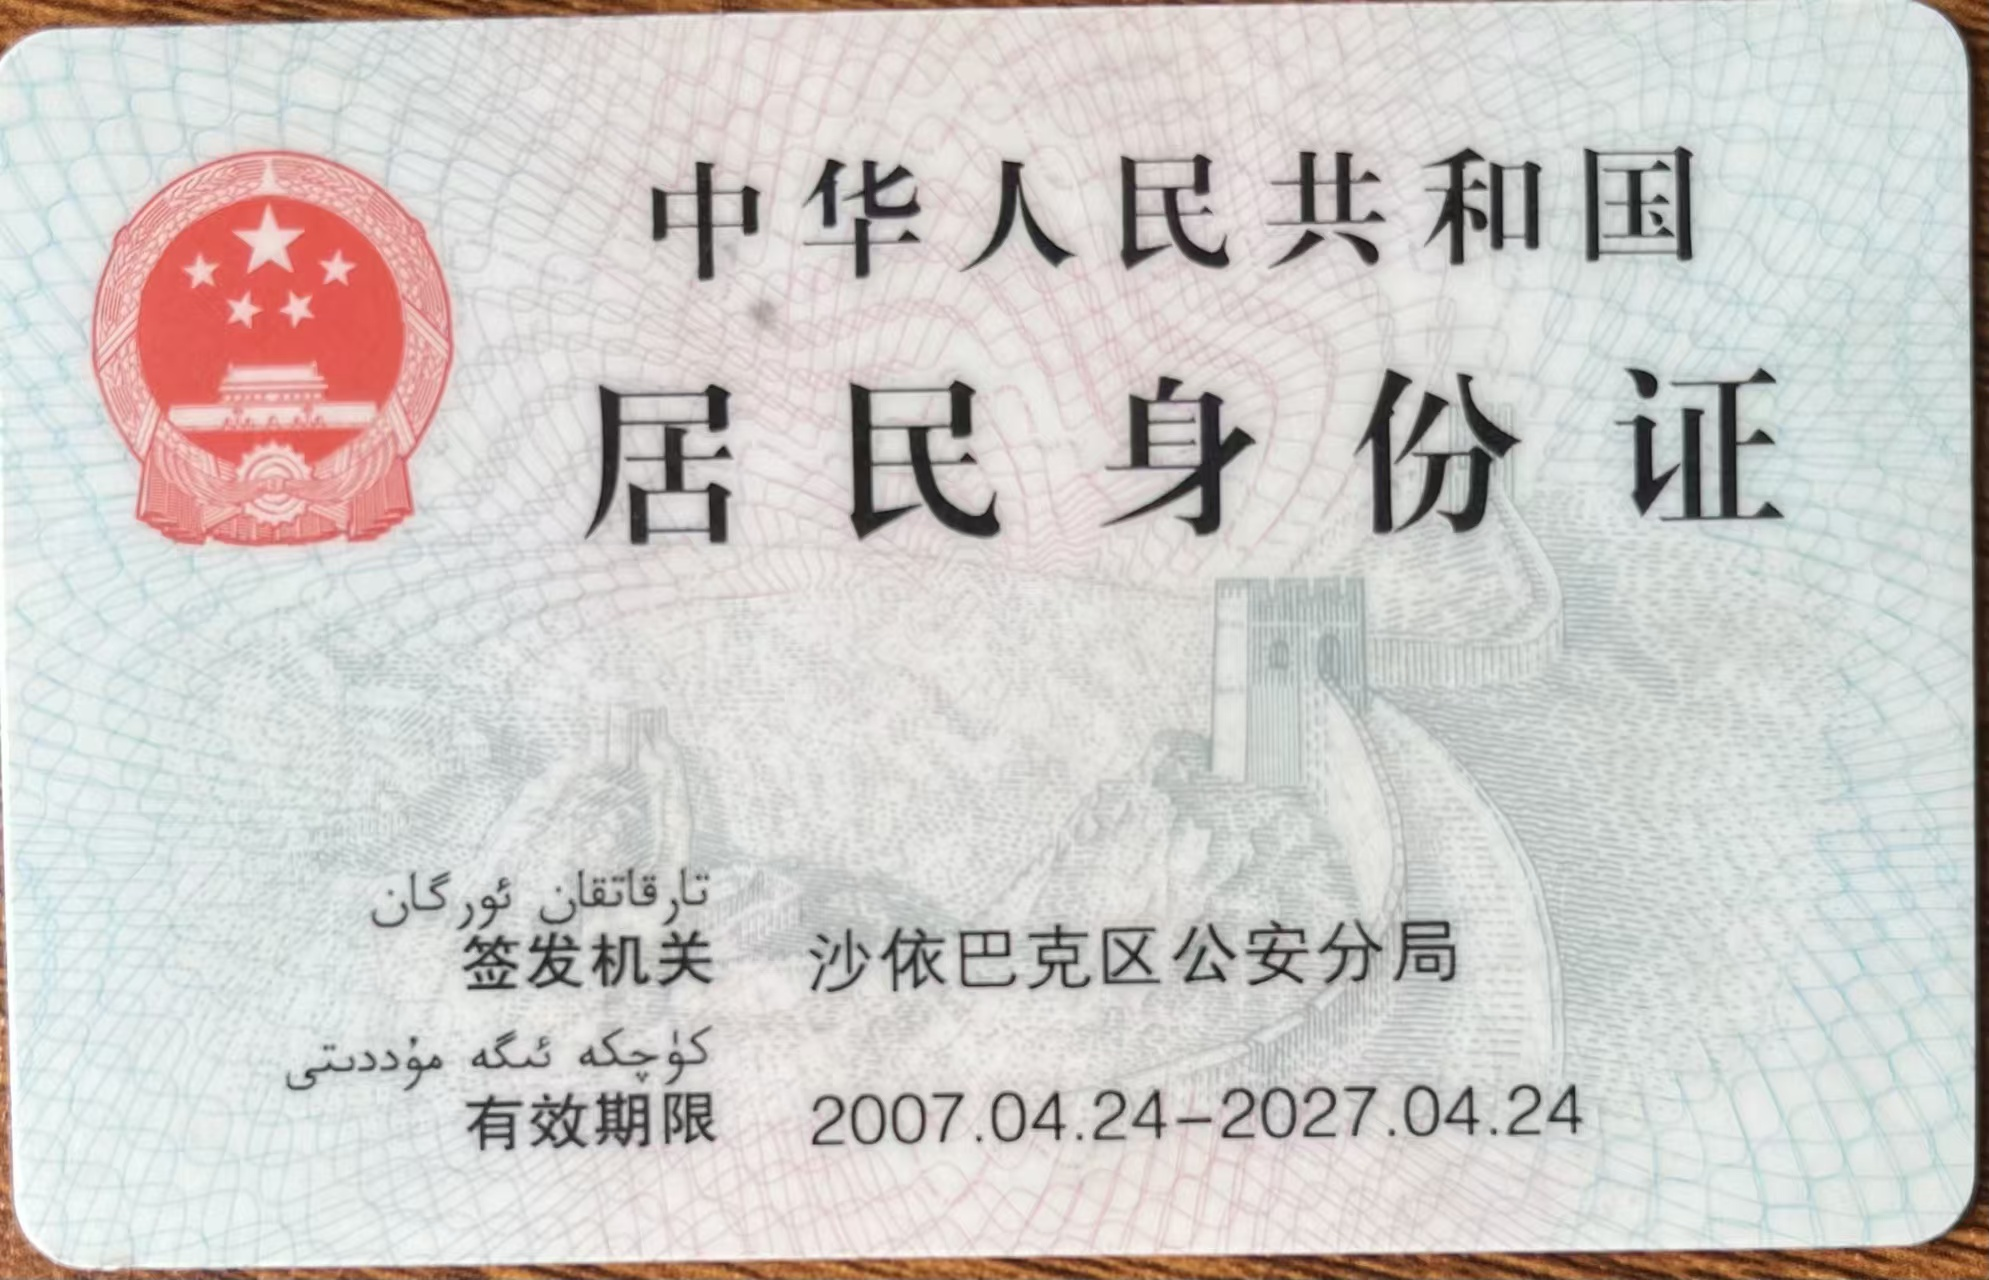 中华人民共和国
居民身份证
تارقاتقان ئورگان
签发机关 沙依巴克区公安分局
كۈچكە ئىگە مۇددىتى
有效期限 2007.04.24-2027.04.24